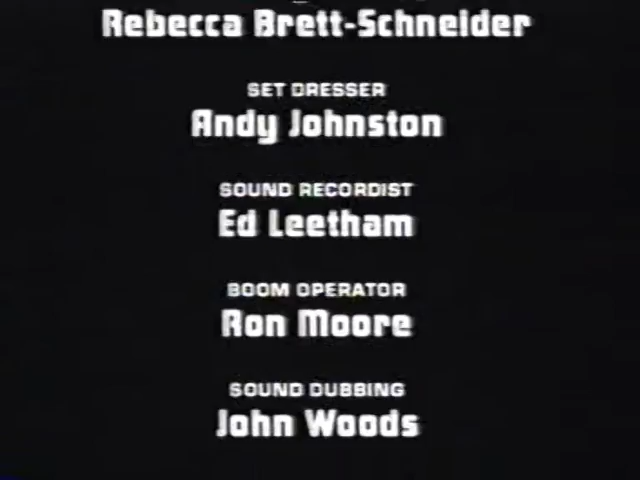 Rebecca Brett-Schneider
SET DRESSER
Andy Johnston
SOUND RECORDIST
Ed Leetham
BOOM OPERATOR
Ron Moore
SOUND DUBBING
John Woods